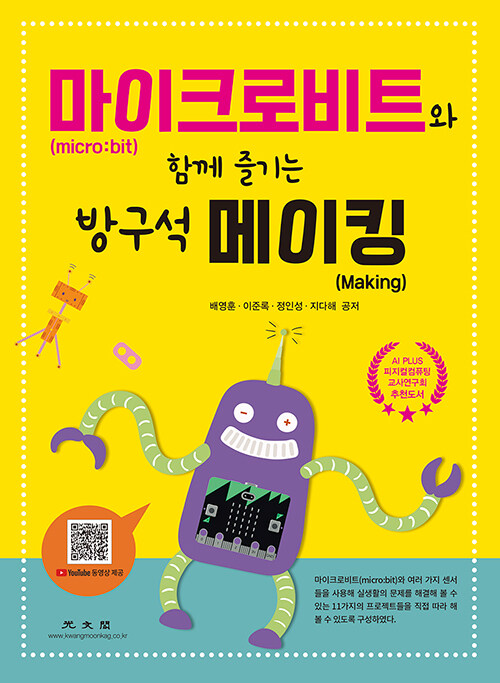 마이크로비트와
(micro:bit)
함께 즐기는
방구석 메이킹
(Making)
배영훈 · 이준록 · 정인성 · 지다해 공저
AI PLUS
피지컬컴퓨팅
교사연구회
추천도서
YouTube 동영상 제공
마이크로비트(micro:bit)와 여러 가지 센서
들을 사용해 실생활의 문제를 해결해 볼 수
있는 11가지의 프로젝트들을 직접 따라 해
볼 수 있도록 구성하였다.
光文閣
www.kwangmoonkag.co.kr